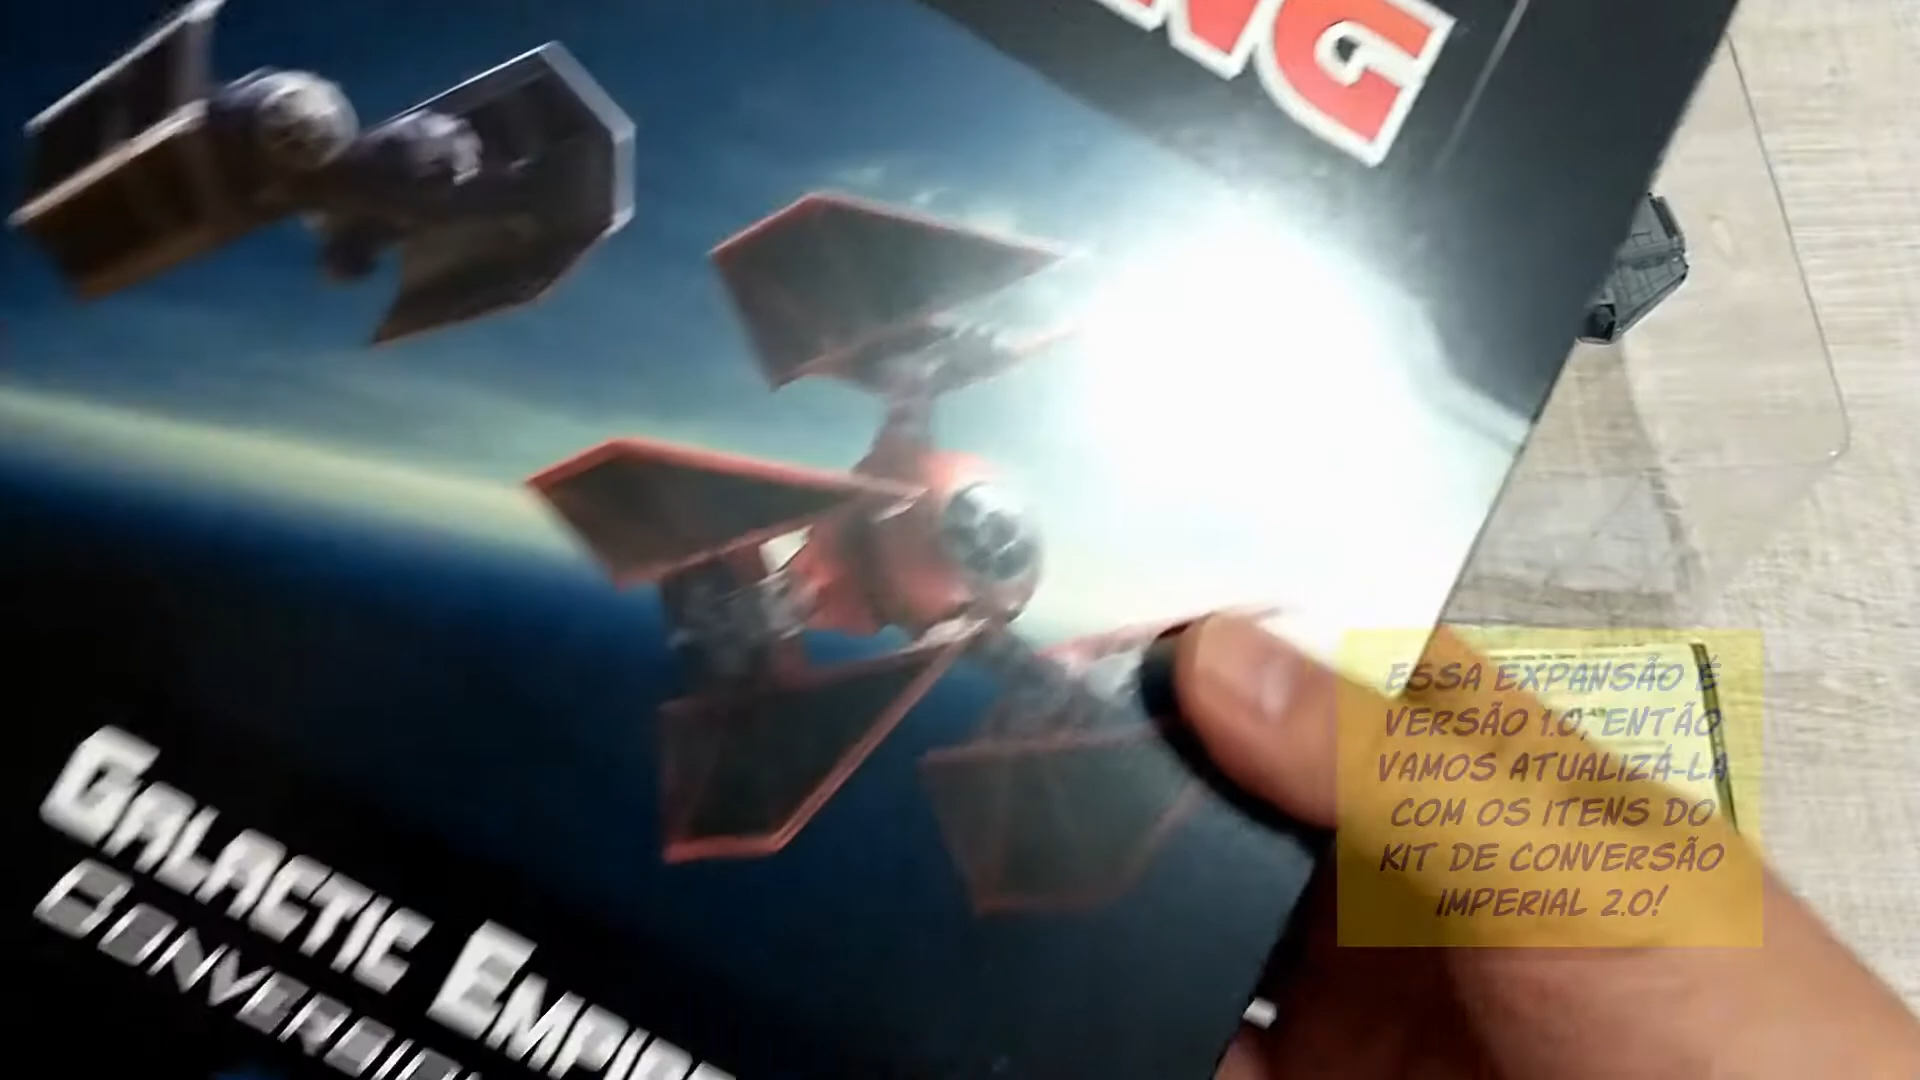 NG
GALACTIC EMPIRE
CONVERSION
ESSA EXPANSÃO É
VERSÃO 1.0, ENTÃO
VAMOS ATUALIZÁ-LA
COM OS ITENS DO
KIT DE CONVERSÃO
IMPERIAL 2.0!